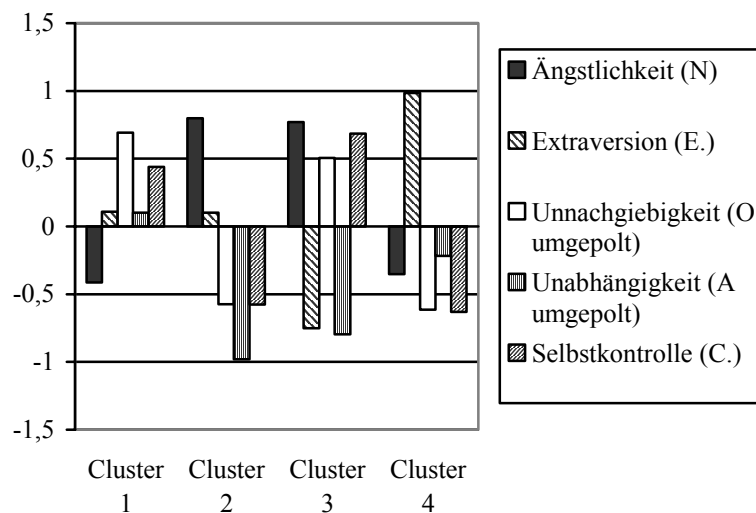 1,5
1
0,5
0
-0,5
-1
-1,5
Cluster
1
Cluster
2
Cluster
3
Cluster
4
Ängstlichkeit (N)
Extraversion (E.)
Unnachgiebigkeit (O
umgepolt)
Unabhängigkeit (A
umgepolt)
Selbstkontrolle (C.)